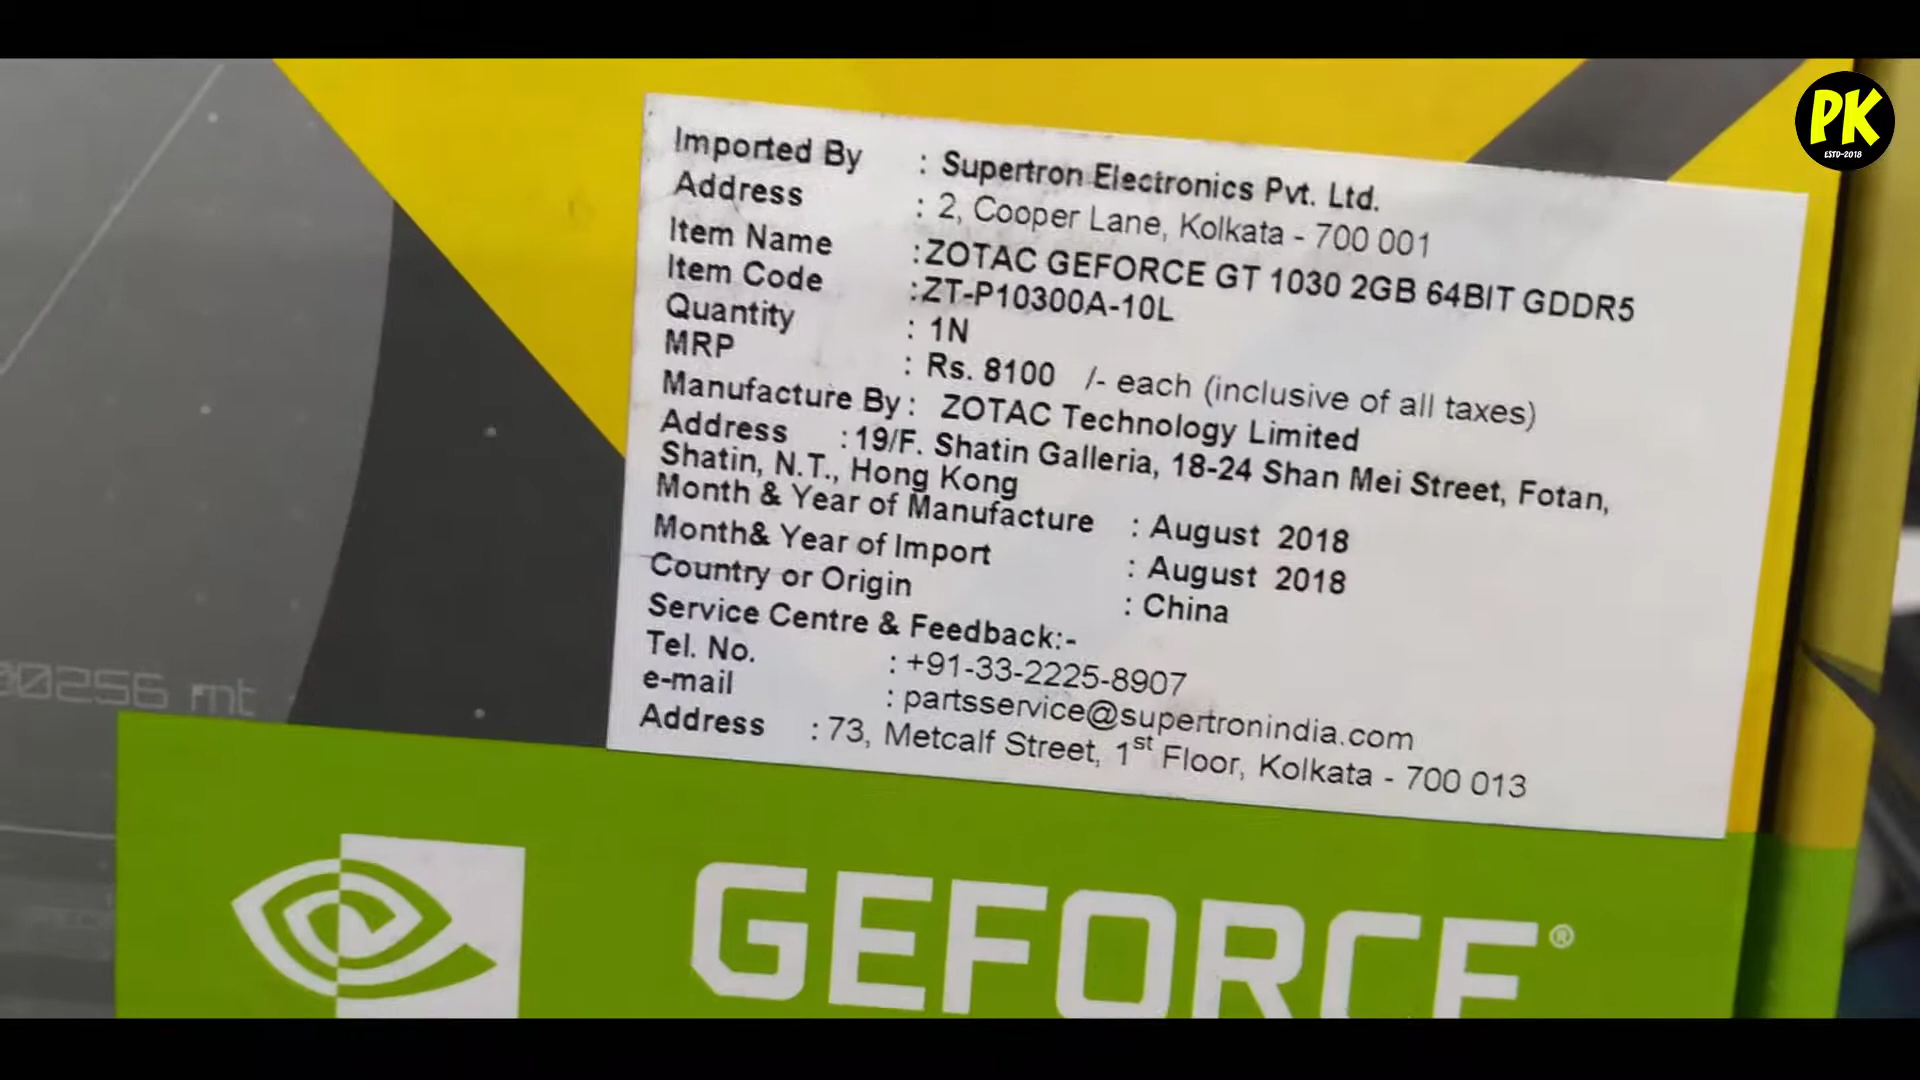 PK
ESTD-2018
Imported By : Supertron Electronics Pvt. Ltd.
Address : 2, Cooper Lane, Kolkata - 700 001
Item Name :ZOTAC GEFORCE GT 1030 2GB 64BIT GDDR5
Item Code :ZT-P10300A-10L
Quantity : 1N
MRP : Rs. 8100 /- each (inclusive of all taxes)
Manufacture By : ZOTAC Technology Limited
Address :19/F. Shatin Galleria, 18-24 Shan Mei Street, Fotan,
Shatin, N.T., Hong Kong
Month & Year of Manufacture : August 2018
Month& Year of Import : August 2018
Country or Origin : China
Service Centre & Feedback:-
Tel. No. : +91-33-2225-8907
e-mail : partsservice@supertronindia.com
Address : 73, Metcalf Street, 1st Floor, Kolkata - 700 013
00256 mt
GEFORCE®